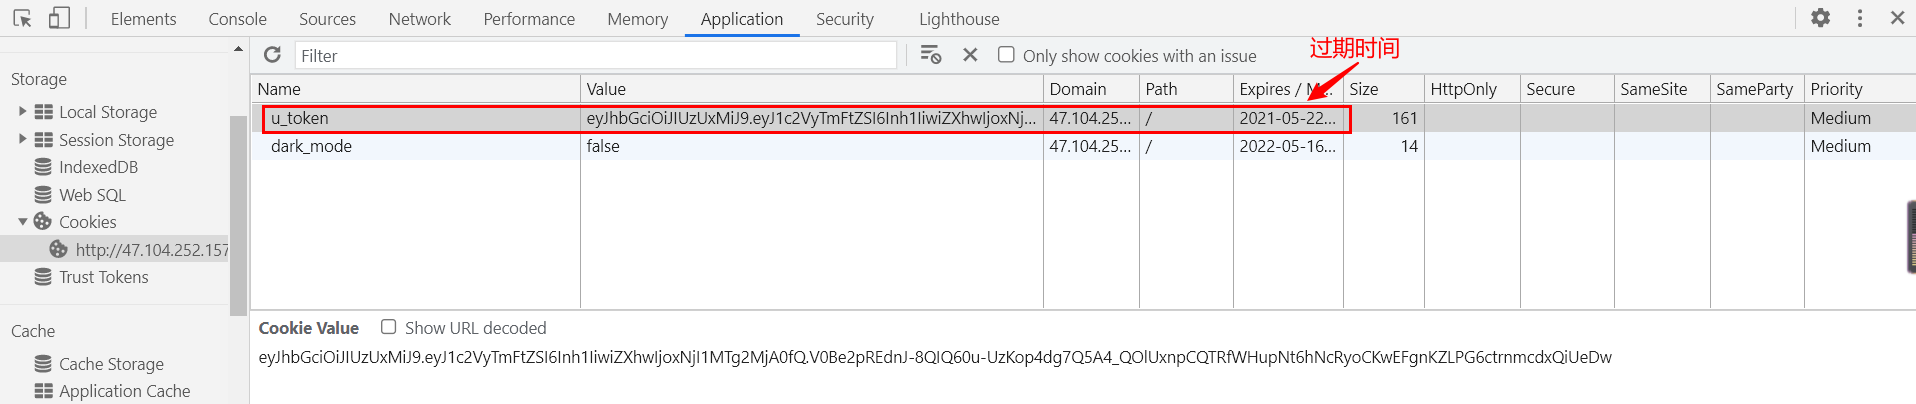 Elements Console Sources Network Performance Memory Application Security Lighthouse
Filter Only show cookies with an issue
过期时间
Storage
Local Storage
Session Storage
IndexedDB
Web SQL
Cookies
http://47.104.252.157
Trust Tokens
Cache
Cache Storage
Application Cache
Name Value Domain Path Expires / M... Size HttpOnly Secure SameSite SameParty Priority
u_token eyJhbGciOiJIUzUxMiJ9.eyJ1c2VyTmFtZSI6Inh1IiwiZXhwIjoxNj... 47.104.25... / 2021-05-22... 161 Medium
dark_mode false 47.104.25... / 2022-05-16... 14 Medium
Cookie Value Show URL decoded
eyJhbGciOiJIUzUxMiJ9.eyJ1c2VyTmFtZSI6Inh1IiwiZXhwIjoxNjI1MTg2MjA0fQ.V0Be2pREdnJ-8QIQ60u-UzKop4dg7Q5A4_QOlUxnpCQTRfWHupNt6hNcRyoCKwEFgnKZLPG6ctrnmcdxQiUeDw